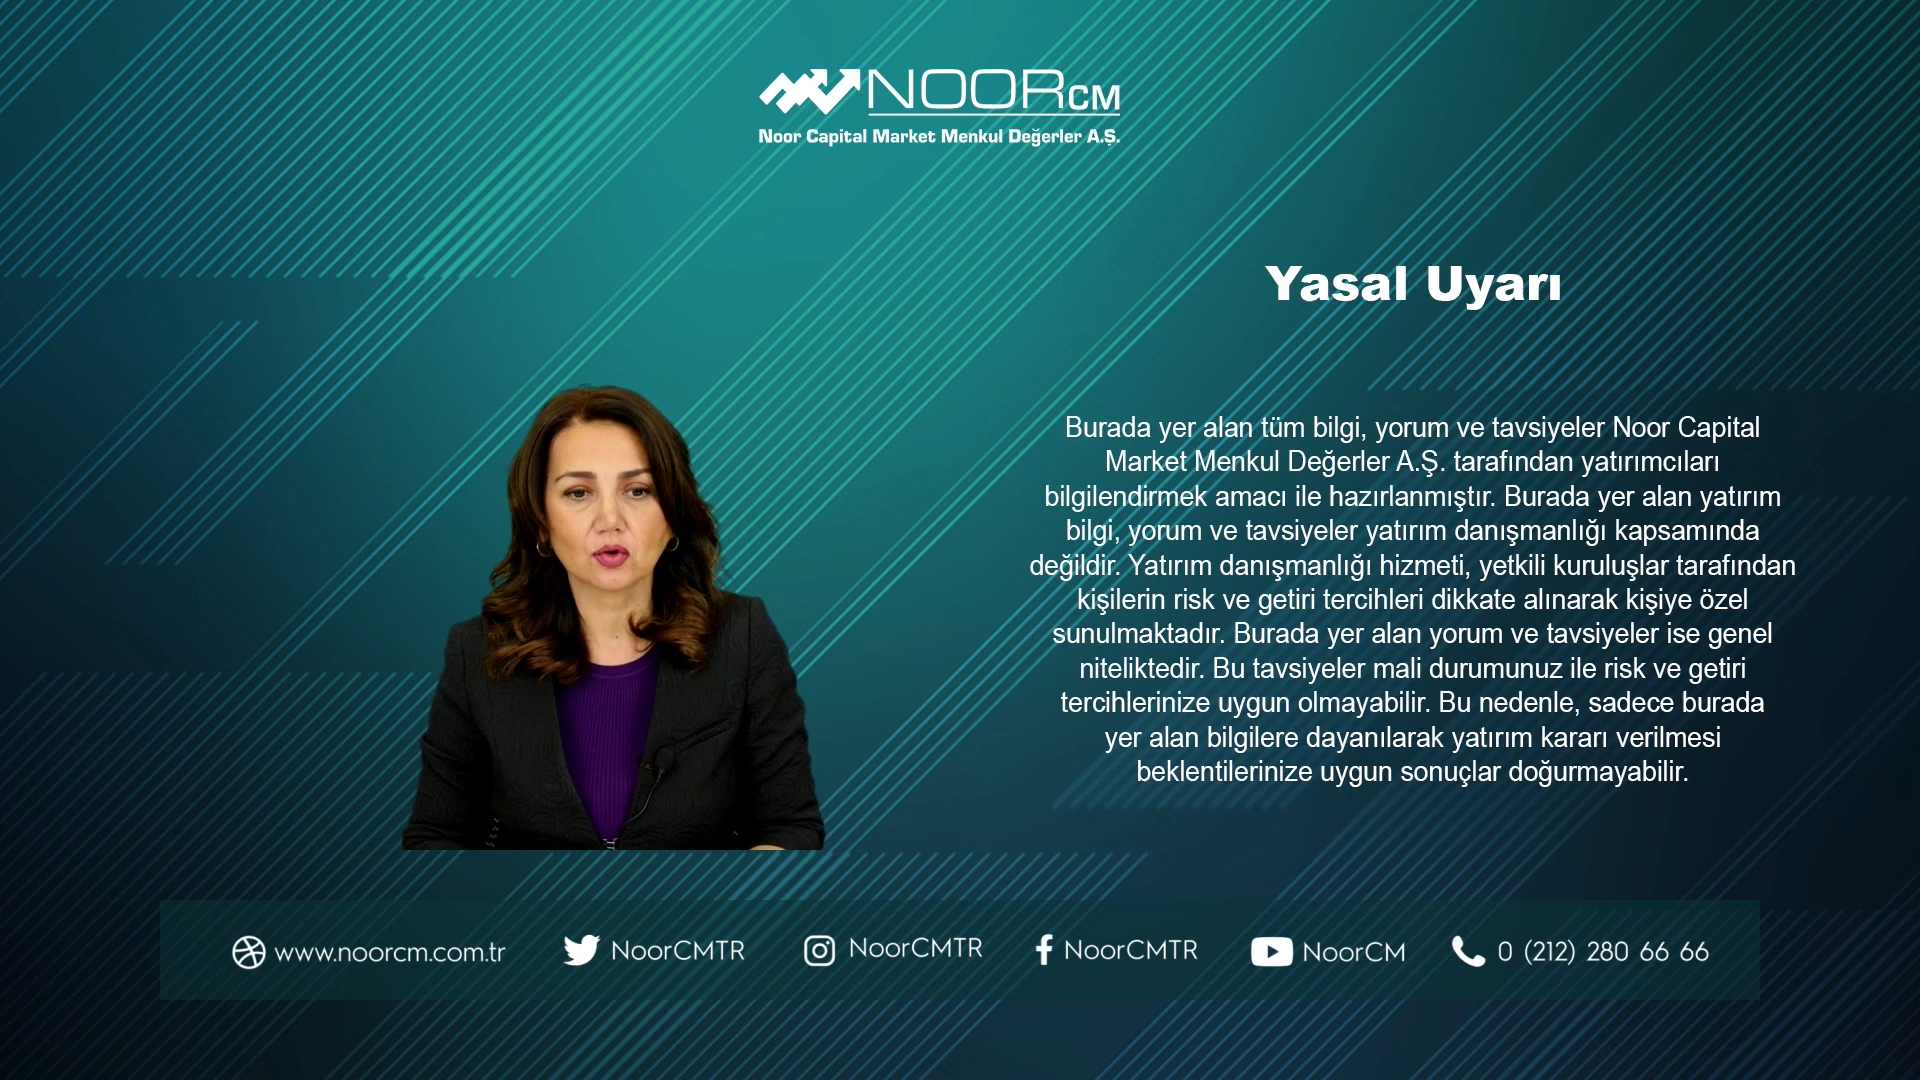 NOORCM
Noor Capital Market Menkul Değerler A.Ş.
Yasal Uyarı
Burada yer alan tüm bilgi, yorum ve tavsiyeler Noor Capital
Market Menkul Değerler A.Ş. tarafından yatırımcıları
bilgilendirmek amacı ile hazırlanmıştır. Burada yer alan yatırım
bilgi, yorum ve tavsiyeler yatırım danışmanlığı kapsamında
değildir. Yatırım danışmanlığı hizmeti, yetkili kuruluşlar tarafından
kişilerin risk ve getiri tercihleri dikkate alınarak kişiye özel
sunulmaktadır. Burada yer alan yorum ve tavsiyeler ise genel
niteliktedir. Bu tavsiyeler mali durumunuz ile risk ve getiri
tercihlerinize uygun olmayabilir. Bu nedenle, sadece burada
yer alan bilgilere dayanılarak yatırım kararı verilmesi
beklentilerinize uygun sonuçlar doğurmayabilir.
www.noorcm.com.tr NoorCMTR NoorCMTR NoorCMTR NoorCM 0 (212) 280 66 66